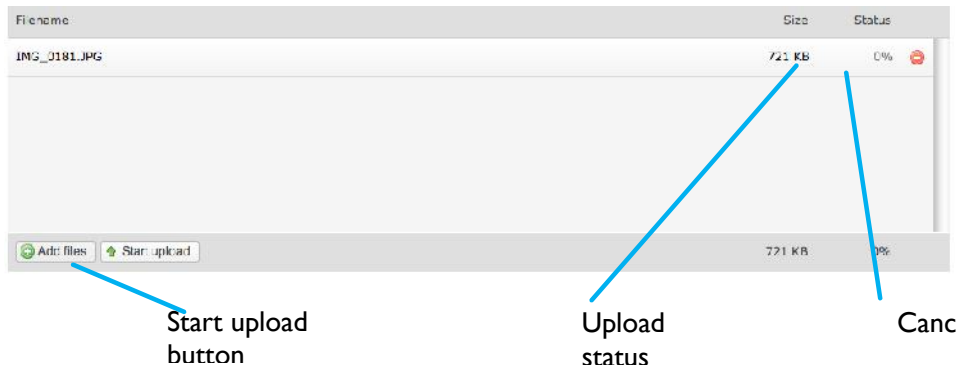 Filename Size Status
IMG_0181.JPG 721 KB 0%
Add files Start upload 721 KB 0%
Start upload Upload Canc
button status